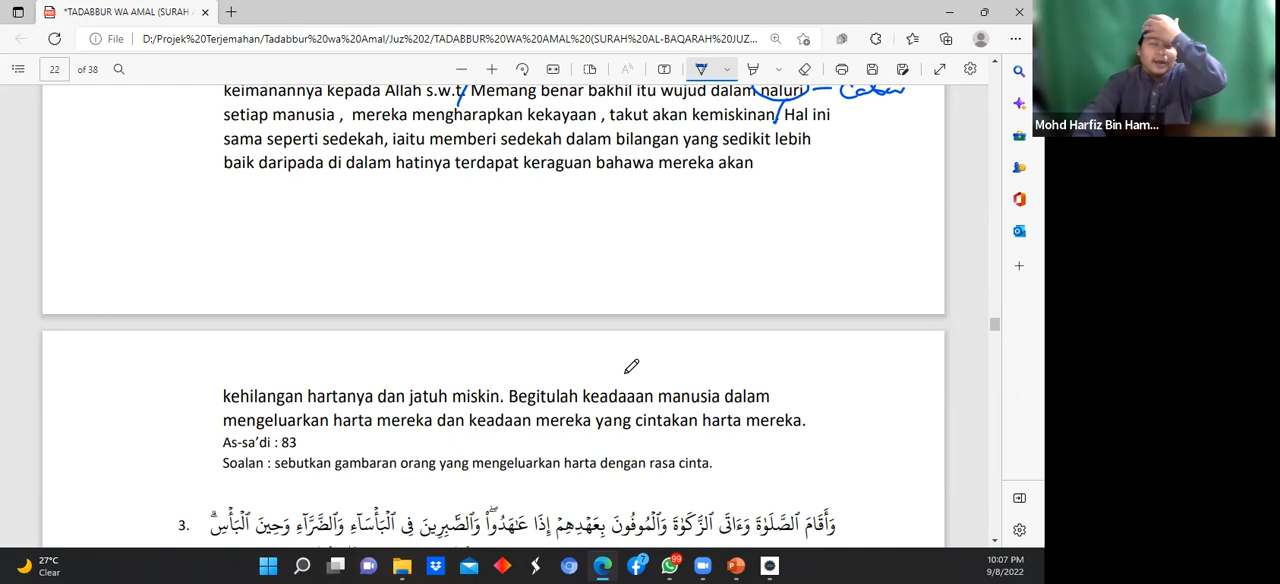 *TADABBUR WA AMAL (SURAH A
File
D:/Projek%20Terjemahan/Tadabbur%20wa%20Amal/Juz%202/TADABBUR%20WA%20AMAL%20(SURAH%20AL-BAQARAH%20JUZ...
22 of 38
keimanannya kepada Allah s.w.t, Memang benar bakhil itu wujud dalam naluri
setiap manusia , mereka mengharapkan kekayaan , takut akan kemiskinan, Hal ini
sama seperti sedekah, iaitu memberi sedekah dalam bilangan yang sedikit lebih
baik daripada di dalam hatinya terdapat keraguan bahawa mereka akan
kehilangan hartanya dan jatuh miskin. Begitulah keadaaan manusia dalam
mengeluarkan harta mereka dan keadaan mereka yang cintakan harta mereka.
As-sa’di : 83
Soalan : sebutkan gambaran orang yang mengeluarkan harta dengan rasa cinta.
3. وَأَقَامَ ٱلصَّلَوٰةَ وَءَاتَى ٱلزَّكَوٰةَ وَٱلْمُوفُونَ بِعَهْدِهِمْ إِذَا عَـٰهَدُوا۟ ۖ وَٱلصَّـٰبِرِينَ فِى ٱلْبَأْسَآءِ وَٱلضَّرَّآءِ وَحِينَ ٱلْبَأْسِ ۗ
Mohd Harfiz Bin Ham...
27°C
Clear
7
99
10:07 PM
9/8/2022